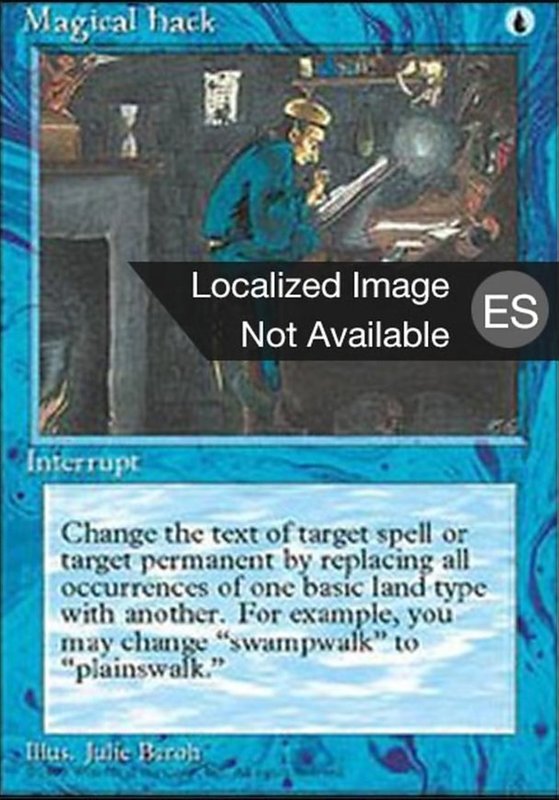 Magical Hack
Localized Image
Not Available
ES
Interrupt
Change the text of target spell or
target permanent by replacing all
occurrences of one basic land type
with another. For example, you
may change “swampwalk” to
“plainswalk.”
Illus. Julie Baroh